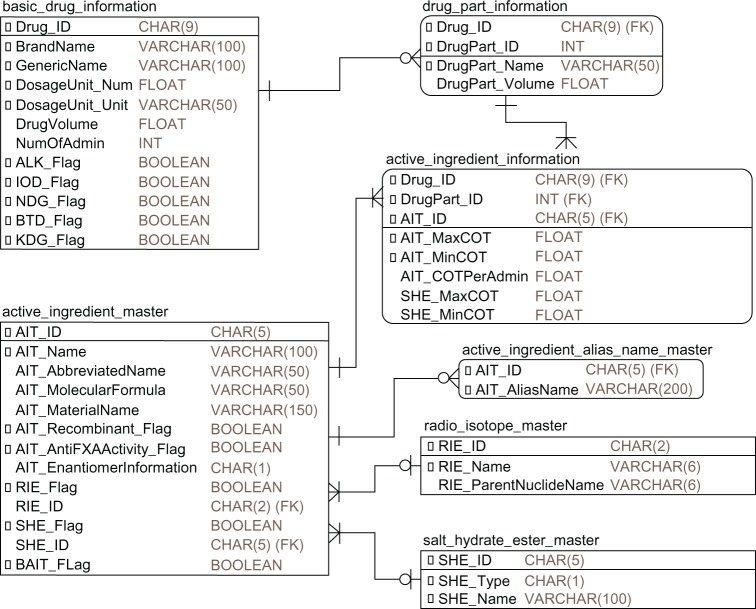 basic_drug_information
Drug_ID CHAR(9)
BrandName VARCHAR(100)
GenericName VARCHAR(100)
DosageUnit_Num FLOAT
DosageUnit_Unit VARCHAR(50)
DrugVolume FLOAT
NumOfAdmin INT
ALK_Flag BOOLEAN
IOD_Flag BOOLEAN
NDG_Flag BOOLEAN
BTD_Flag BOOLEAN
KDG_Flag BOOLEAN
drug_part_information
Drug_ID CHAR(9) (FK)
DrugPart_ID INT
DrugPart_Name VARCHAR(50)
DrugPart_Volume FLOAT
active_ingredient_information
Drug_ID CHAR(9) (FK)
DrugPart_ID INT (FK)
AIT_ID CHAR(5) (FK)
AIT_MaxCOT FLOAT
AIT_MinCOT FLOAT
AIT_COTPerAdmin FLOAT
SHE_MaxCOT FLOAT
SHE_MinCOT FLOAT
active_ingredient_master
AIT_ID CHAR(5)
AIT_Name VARCHAR(100)
AIT_AbbreviatedName VARCHAR(50)
AIT_MolecularFormula VARCHAR(50)
AIT_MaterialName VARCHAR(150)
AIT_Recombinant_Flag BOOLEAN
AIT_AntiFXAActivity_Flag BOOLEAN
AIT_EnantiomerInformation CHAR(1)
RIE_Flag BOOLEAN
RIE_ID CHAR(2) (FK)
SHE_Flag BOOLEAN
SHE_ID CHAR(5) (FK)
BAIT_FLag BOOLEAN
active_ingredient_alias_name_master
AIT_ID CHAR(5) (FK)
AIT_AliasName VARCHAR(200)
radio_isotope_master
RIE_ID CHAR(2)
RIE_Name VARCHAR(6)
RIE_ParentNuclideName VARCHAR(6)
salt_hydrate_ester_master
SHE_ID CHAR(5)
SHE_Type CHAR(1)
SHE_Name VARCHAR(100)